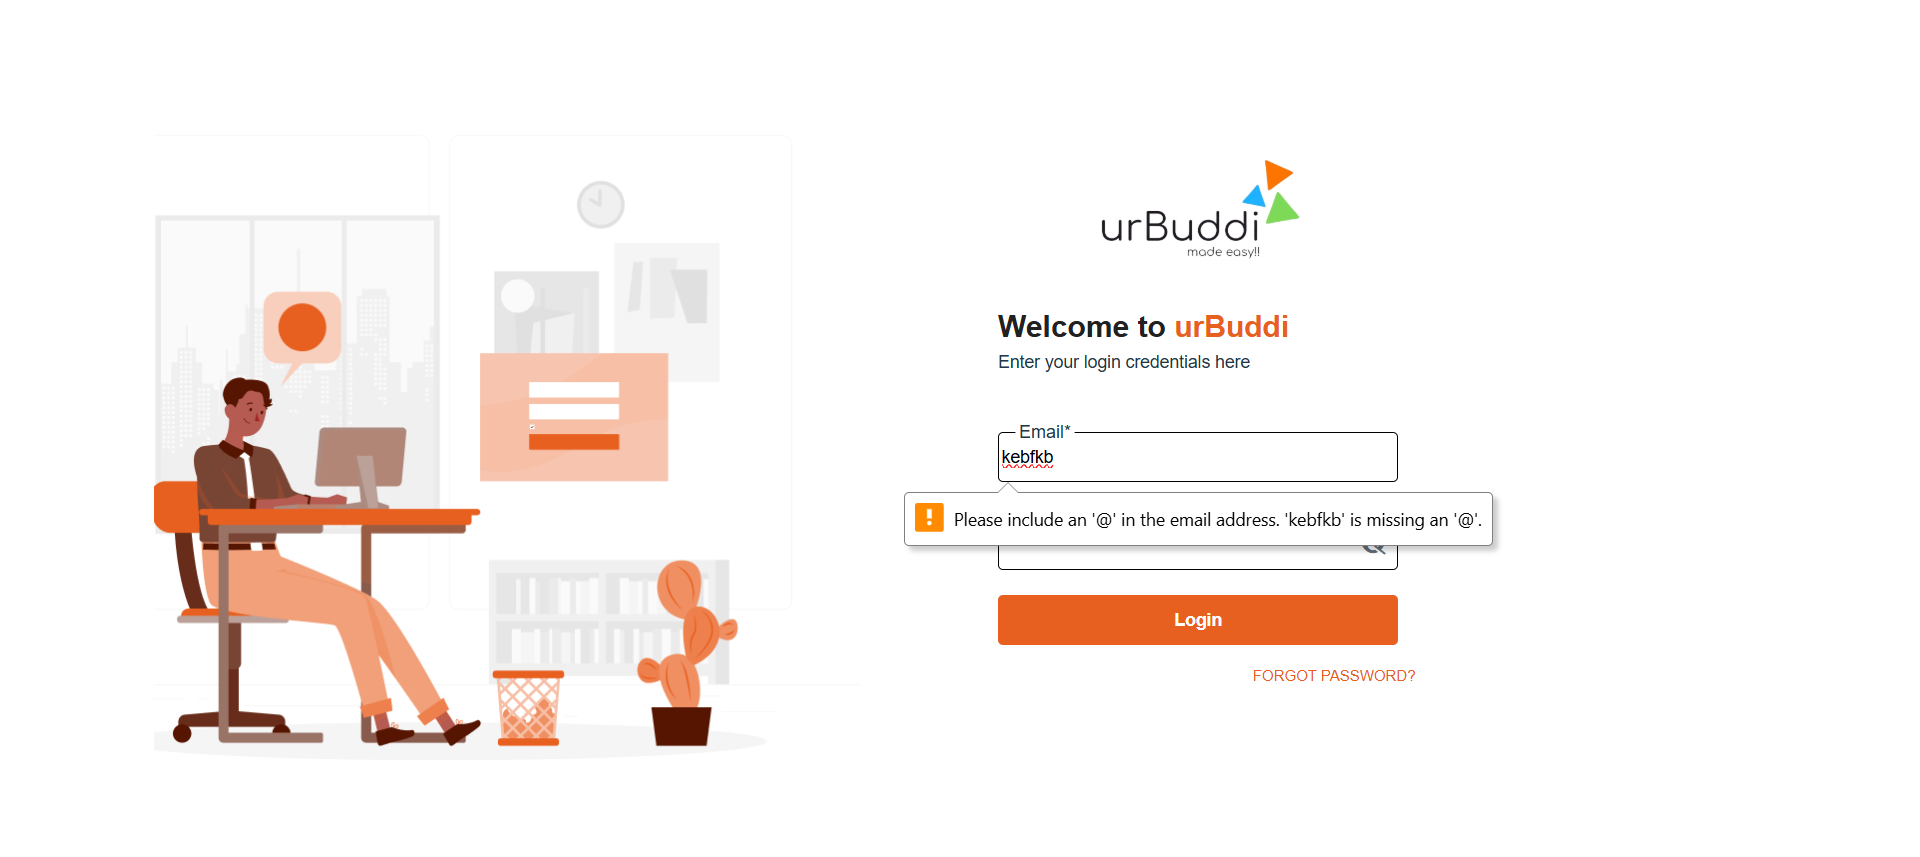 urBuddi
made easy!!
Welcome to urBuddi
Enter your login credentials here
Email*
kebfkb
Please include an '@' in the email address. 'kebfkb' is missing an '@'.
Login
FORGOT PASSWORD?